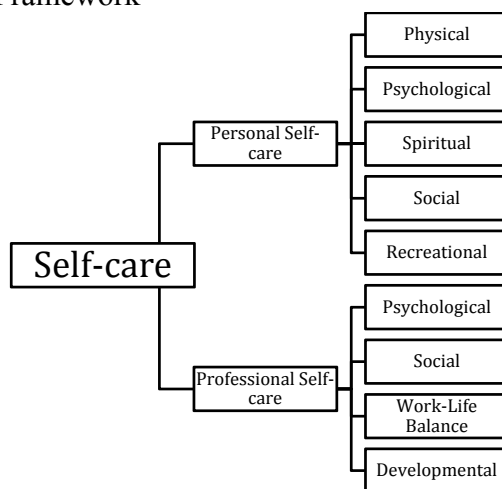 Framework
Self-care
Personal Self-
care
Physical
Psychological
Spiritual
Social
Recreational
Professional Self-
care
Psychological
Social
Work-Life
Balance
Developmental